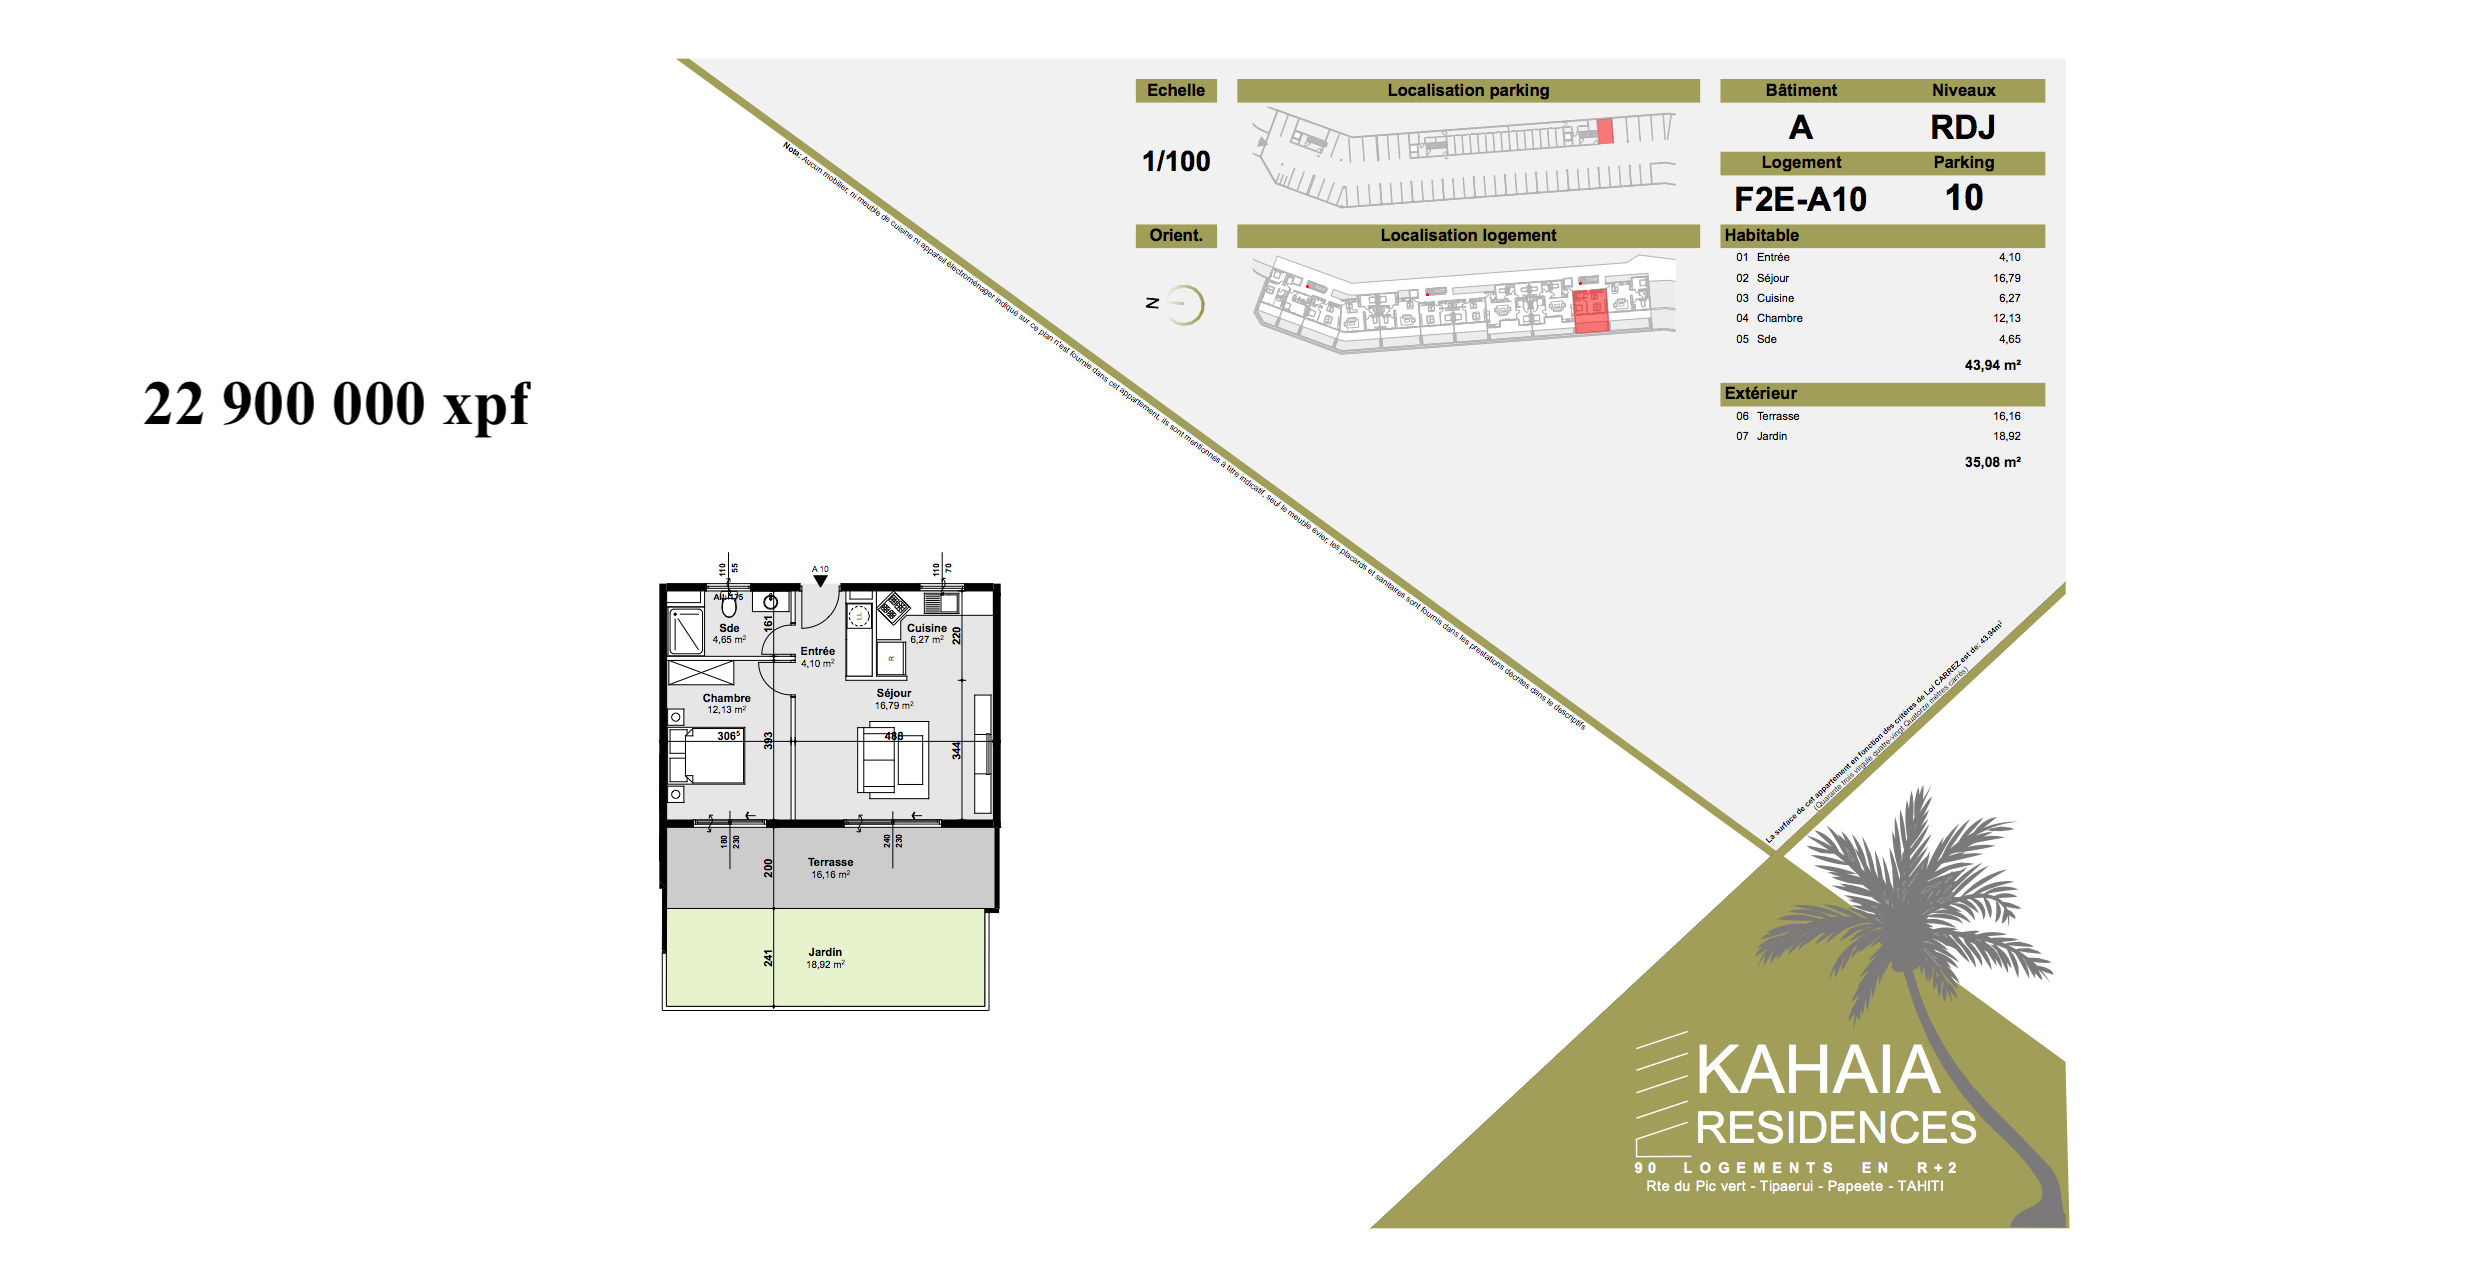 22 900 000 xpf
Echelle
1/100
Orient.
N
Localisation parking
Localisation logement
Bâtiment Niveaux
A RDJ
Logement Parking
F2E-A10 10
Habitable
01 Entrée 4,10
02 Séjour 16,79
03 Cuisine 6,27
04 Chambre 12,13
05 Sde 4,65
43,94 m²
Extérieur
06 Terrasse 16,16
07 Jardin 18,92
35,08 m²
Nota: Aucun mobilier, ni meuble de cuisine ni appareil électroménager indiqué sur ce plan n'est fournie dans cet appartement, ils sont mentionnés à titre indicatif, seul le meuble évier, les placards et sanitaires sont fournis dans les prestations décrites dans le descriptifs
La surface de cet appartement en fonction des critères de Loi CARREZ est de: 43,94m²
(Quarante trois virgule quatre-vingt Quatorze mètres carrés)
110
55
A 10
110
70
Sde
4,65 m²
161
Entrée
4,10 m²
LL
Cuisine
6,27 m²
220
R
Chambre
12,13 m²
Séjour
16,79 m²
306⁵
393
488
344
180
230
240
230
Terrasse
16,16 m²
200
Jardin
18,92 m²
241
KAHAIA
RESIDENCES
90 LOGEMENTS EN R+2
Rte du Pic vert - Tipaerui - Papeete - TAHITI